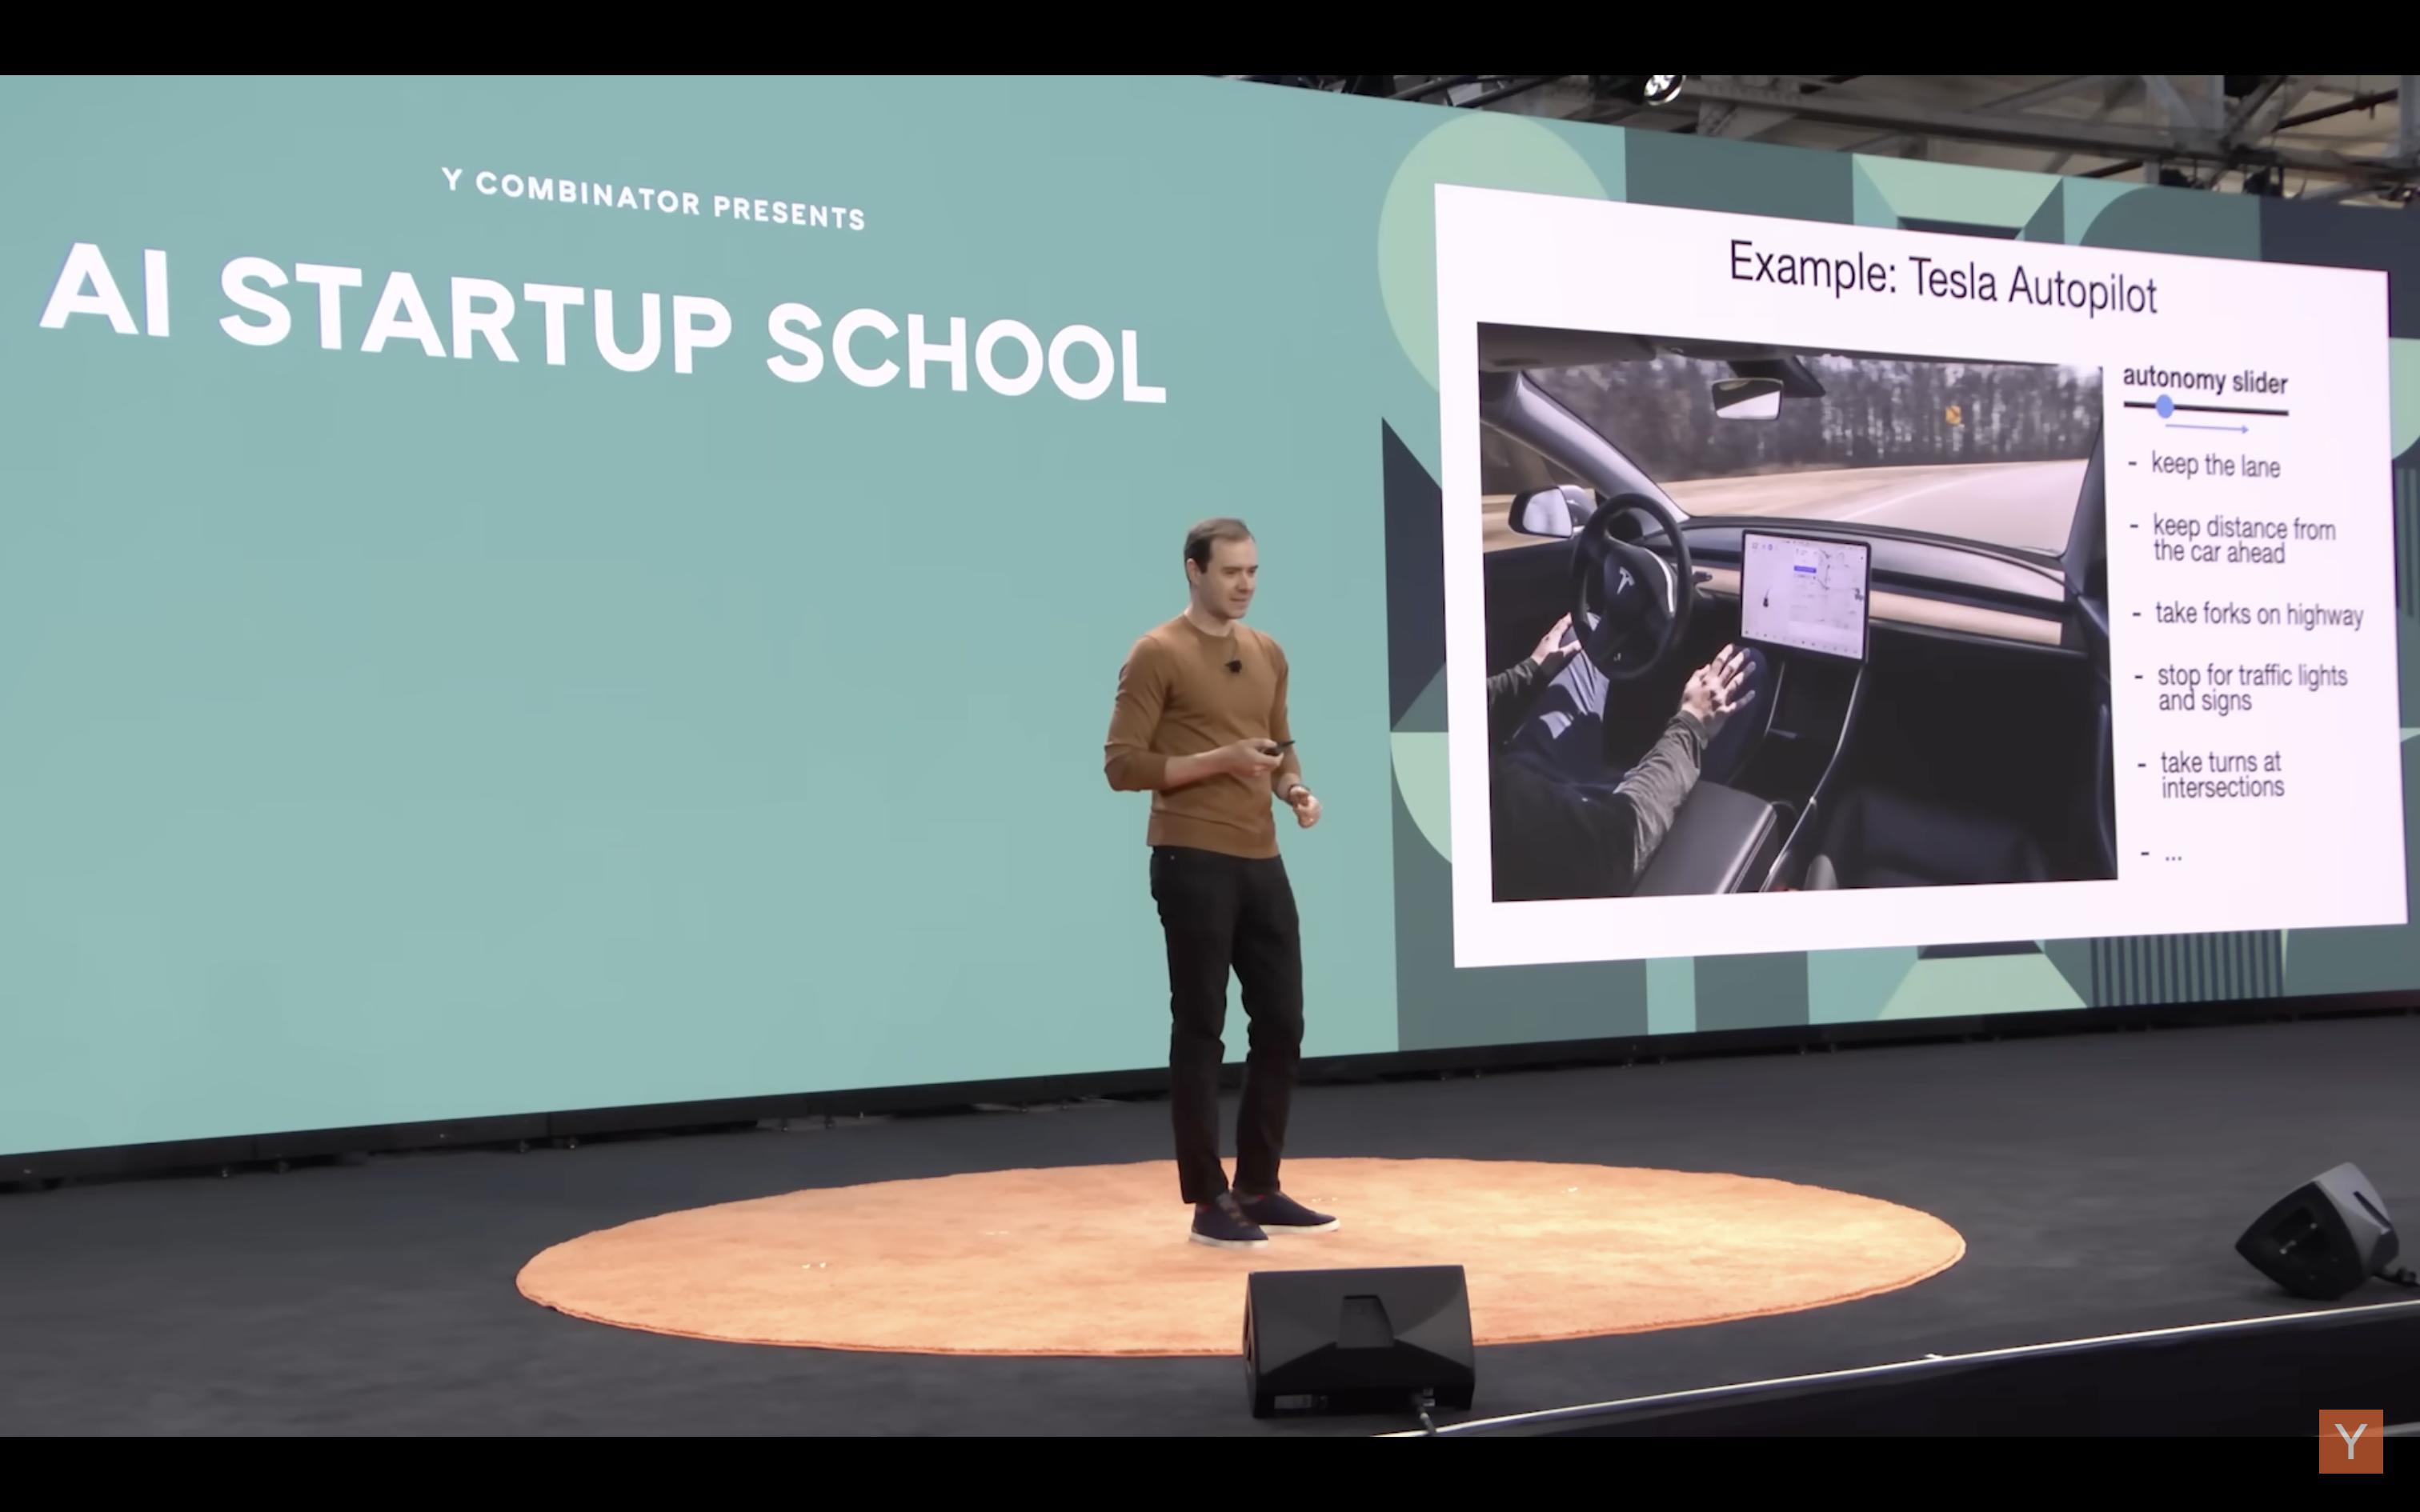 Y COMBINATOR PRESENTS
AI STARTUP SCHOOL
Example: Tesla Autopilot
autonomy slider
- keep the lane
- keep distance from
the car ahead
- take forks on highway
- stop for traffic lights
and signs
- take turns at
intersections
- ...
Y